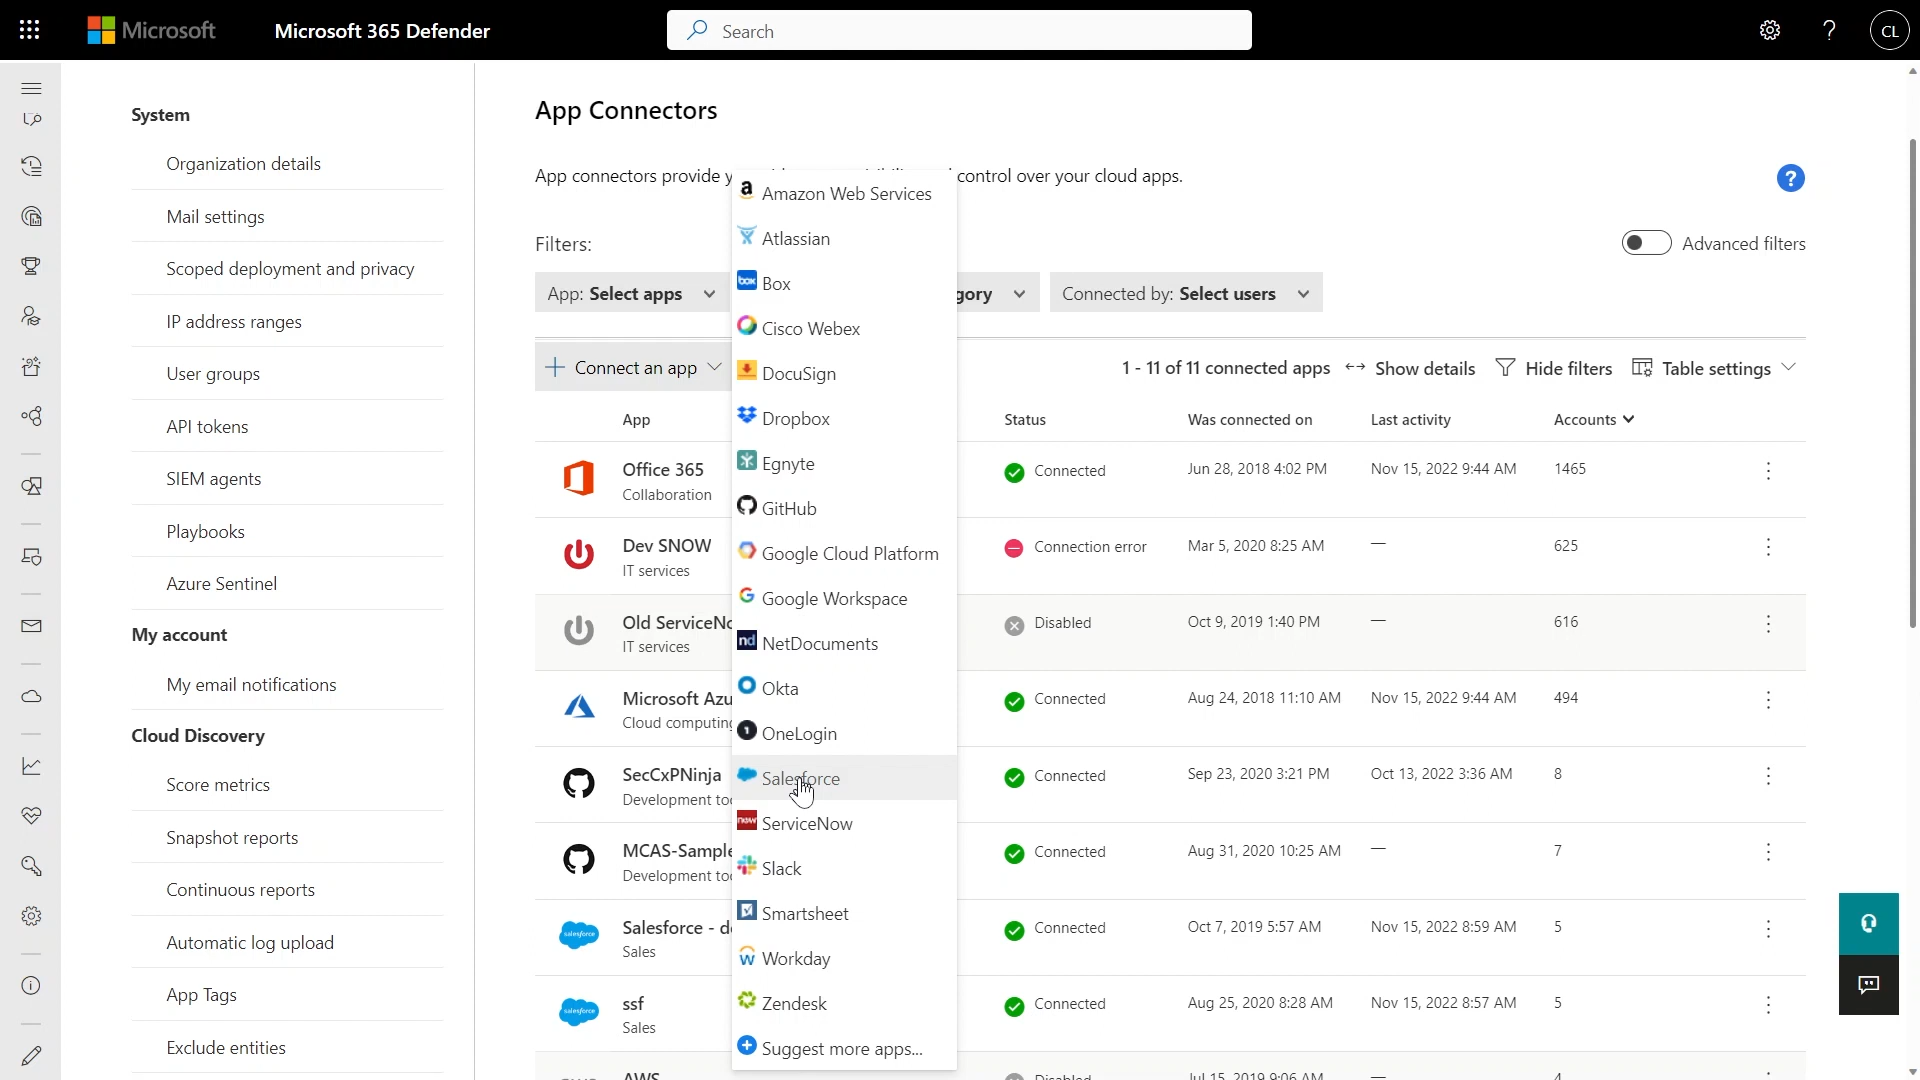 Microsoft
Microsoft 365 Defender
Search
CL
System
Organization details
Mail settings
Scoped deployment and privacy
IP address ranges
User groups
API tokens
SIEM agents
Playbooks
Azure Sentinel
My account
My email notifications
Cloud Discovery
Score metrics
Snapshot reports
Continuous reports
Automatic log upload
App Tags
Exclude entities
App Connectors
App connectors provide y control over your cloud apps.
?
Filters:
Advanced filters
App: Select apps
gory
Connected by: Select users
Connect an app
1 - 11 of 11 connected apps
Show details
Hide filters
Table settings
Amazon Web Services
Atlassian
Box
Cisco Webex
DocuSign
Dropbox
Egnyte
GitHub
Google Cloud Platform
Google Workspace
NetDocuments
Okta
OneLogin
Salesforce
ServiceNow
Slack
Smartsheet
Workday
Zendesk
Suggest more apps...
App Status Was connected on Last activity Accounts
Office 365 Connected Jun 28, 2018 4:02 PM Nov 15, 2022 9:44 AM 1465
Collaboration
Dev SNOW Connection error Mar 5, 2020 8:25 AM — 625
IT services
Old ServiceNo Disabled Oct 9, 2019 1:40 PM — 616
IT services
Microsoft Azu Connected Aug 24, 2018 11:10 AM Nov 15, 2022 9:44 AM 494
Cloud computing
SecCxPNinja Connected Sep 23, 2020 3:21 PM Oct 13, 2022 3:36 AM 8
Development too
MCAS-Sample Connected Aug 31, 2020 10:25 AM — 7
Development too
Salesforce - de Connected Oct 7, 2019 5:57 AM Nov 15, 2022 8:59 AM 5
Sales
ssf Connected Aug 25, 2020 8:28 AM Nov 15, 2022 8:57 AM 5
Sales
AWS Disabled Jul 15, 2019 9:06 AM — 4